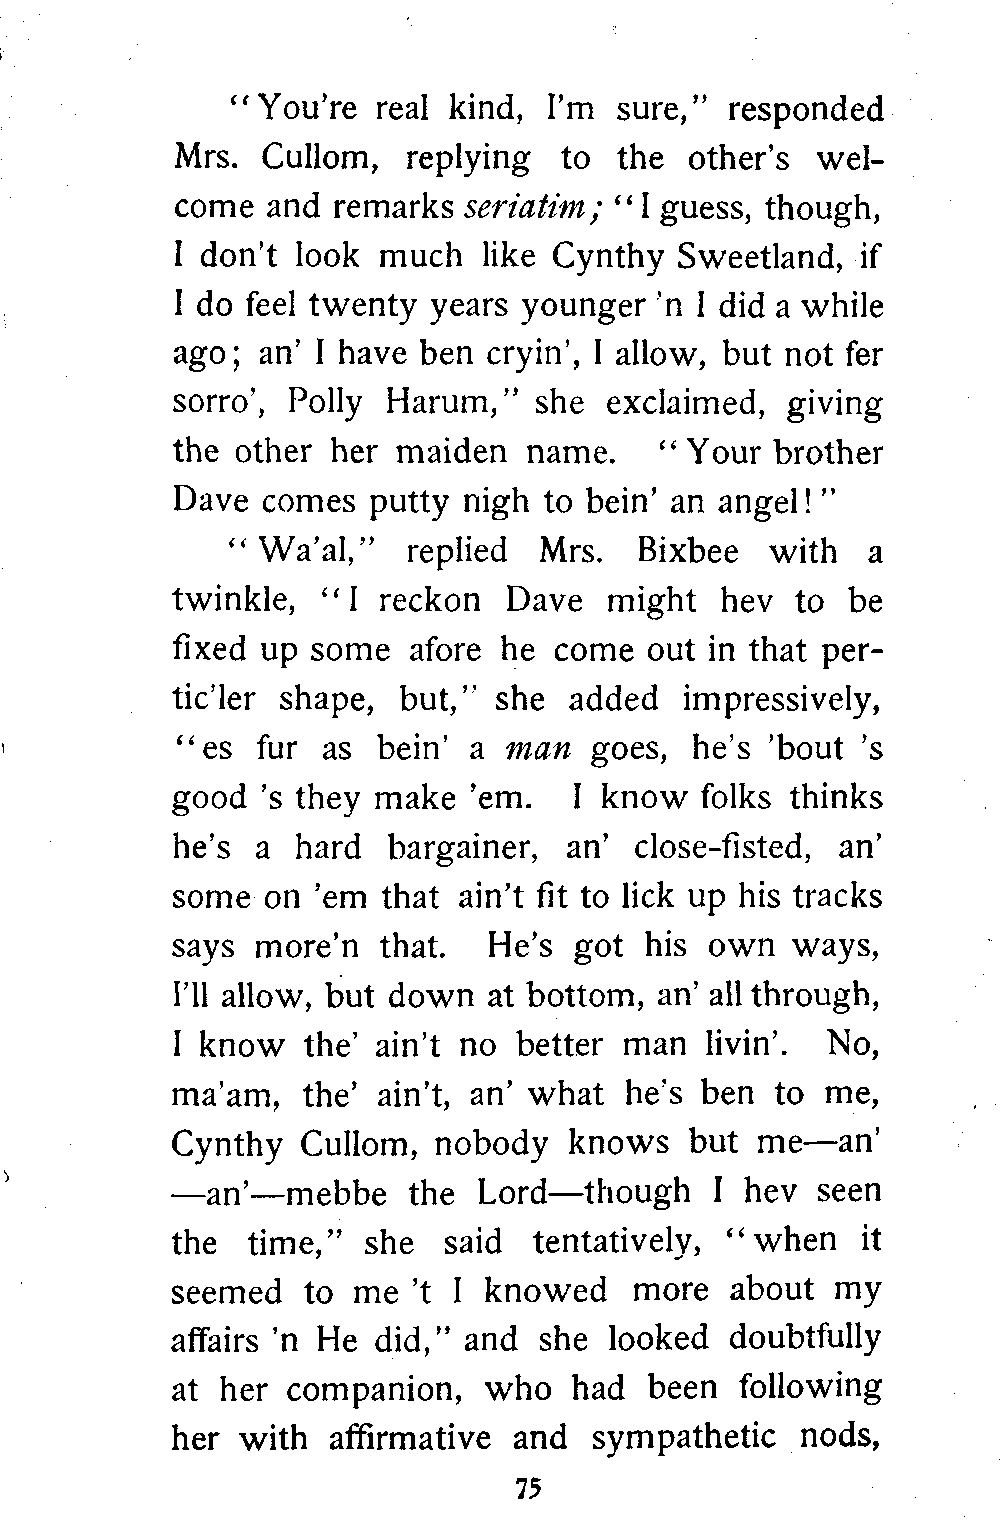 "You're real kind, I'm sure," responded
Mrs. Cullom, replying to the other's wel-
come and remarks seriatim; "I guess, though,
I don't look much like Cynthy Sweetland, if
I do feel twenty years younger 'n I did a while
ago; an' I have ben cryin', I allow, but not fer
sorro', Polly Harum," she exclaimed, giving
the other her maiden name. "Your brother
Dave comes putty nigh to bein' an angel!"
"Wa'al," replied Mrs. Bixbee with a
twinkle, "I reckon Dave might hev to be
fixed up some afore he come out in that per-
tic'ler shape, but," she added impressively,
"es fur as bein' a man goes, he's 'bout 's
good 's they make 'em. I know folks thinks
he's a hard bargainer, an' close-fisted, an'
some on 'em that ain't fit to lick up his tracks
says more'n that. He's got his own ways,
I'll allow, but down at bottom, an' all through,
I know the' ain't no better man livin'. No,
ma'am, the' ain't, an' what he's ben to me,
Cynthy Cullom, nobody knows but me—an'
—an'—mebbe the Lord—though I hev seen
the time," she said tentatively, "when it
seemed to me 't I knowed more about my
affairs 'n He did," and she looked doubtfully
at her companion, who had been following
her with affirmative and sympathetic nods,
75